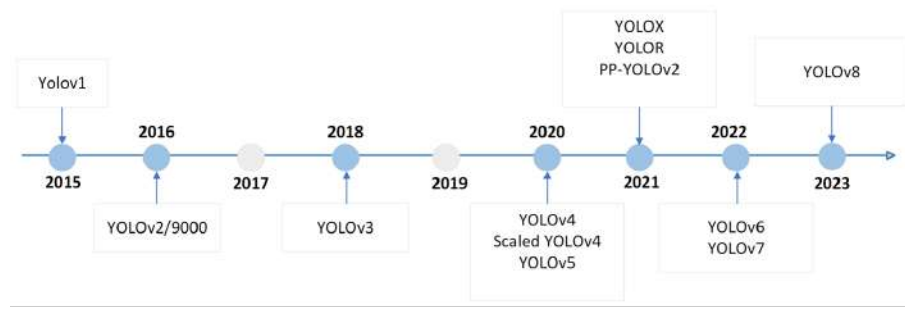 YOLOX
YOLOR
PP-YOLOv2
YOLOv8
Yolov1
2016
2018
2020
2022
2015
2017
2019
2021
2023
YOLOv2/9000
YOLOv3
YOLOv4
Scaled YOLOv4
YOLOv5
YOLOv6
YOLOv7